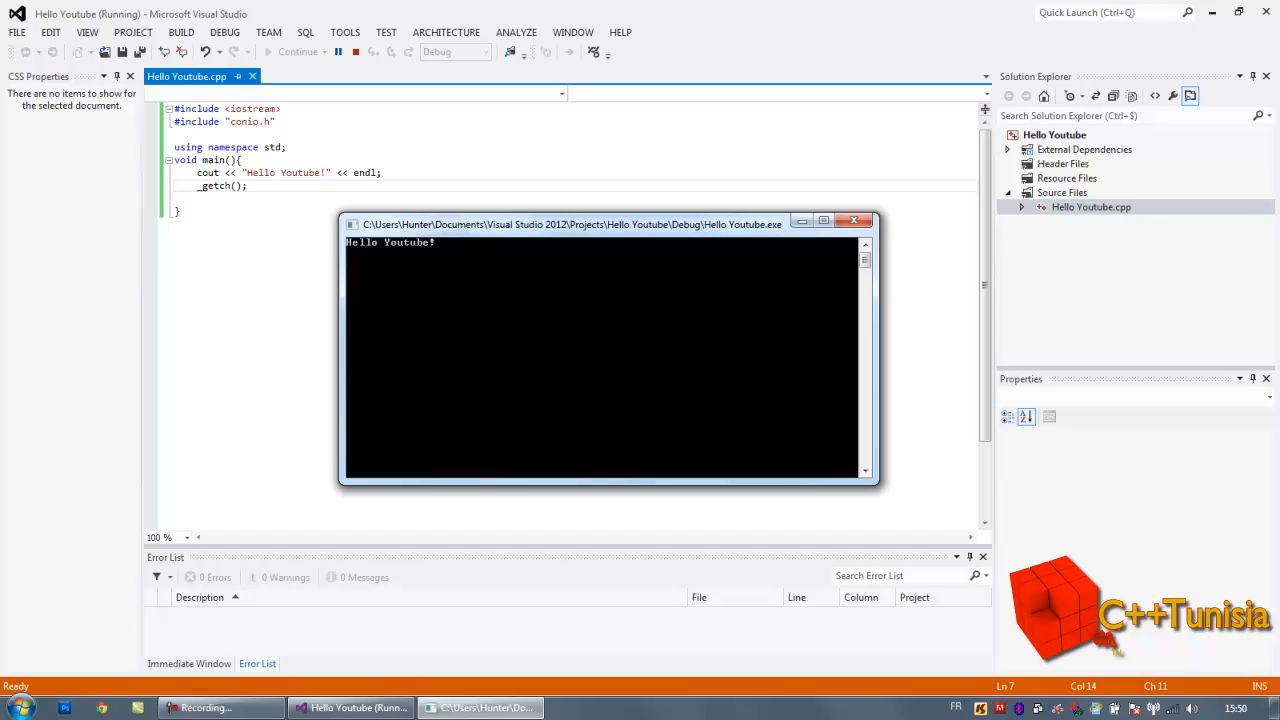 Hello Youtube (Running) - Microsoft Visual Studio
Quick Launch (Ctrl+Q)
FILE EDIT VIEW PROJECT BUILD DEBUG TEAM SQL TOOLS TEST ARCHITECTURE ANALYZE WINDOW HELP
Continue
Debug
CSS Properties
There are no items to show for
the selected document.
Hello Youtube.cpp
#include <iostream>
#include "conio.h"
using namespace std;
void main(){
cout << "Hello Youtube!" << endl;
_getch();
}
C:\Users\Hunter\Documents\Visual Studio 2012\Projects\Hello Youtube\Debug\Hello Youtube.exe
Hello Youtube!
Solution Explorer
Search Solution Explorer (Ctrl+$)
Hello Youtube
External Dependencies
Header Files
Resource Files
Source Files
Hello Youtube.cpp
Properties
100 %
Error List
0 Errors
0 Warnings
0 Messages
Search Error List
Description File Line Column Project
Immediate Window
Error List
C++Tunisia
Ready
Ln 7 Col 14 Ch 11 INS
Recording...
Hello Youtube (Runn...
C:\Users\Hunter\Do...
FR
15:50